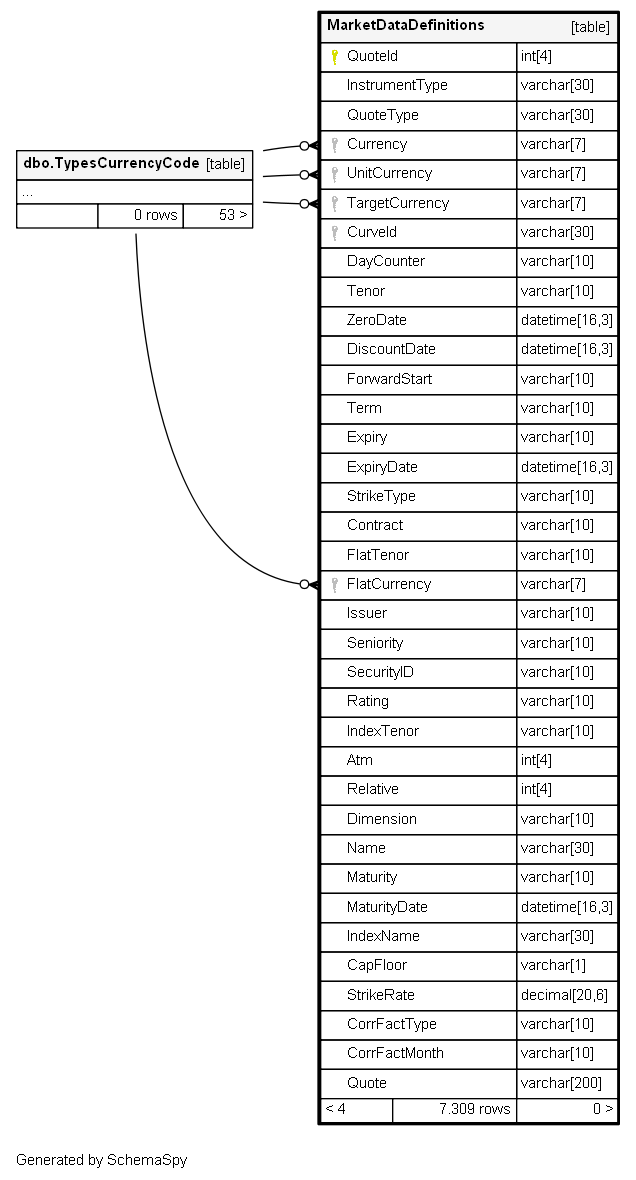 MarketDataDefinitions [table]
QuoteId int[4]
InstrumentType varchar[30]
QuoteType varchar[30]
Currency varchar[7]
UnitCurrency varchar[7]
TargetCurrency varchar[7]
CurveId varchar[30]
DayCounter varchar[10]
Tenor varchar[10]
ZeroDate datetime[16,3]
DiscountDate datetime[16,3]
ForwardStart varchar[10]
Term varchar[10]
Expiry varchar[10]
ExpiryDate datetime[16,3]
StrikeType varchar[10]
Contract varchar[10]
FlatTenor varchar[10]
FlatCurrency varchar[7]
Issuer varchar[10]
Seniority varchar[10]
SecurityID varchar[10]
Rating varchar[10]
IndexTenor varchar[10]
Atm int[4]
Relative int[4]
Dimension varchar[10]
Name varchar[30]
Maturity varchar[10]
MaturityDate datetime[16,3]
IndexName varchar[30]
CapFloor varchar[1]
StrikeRate decimal[20,6]
CorrFactType varchar[10]
CorrFactMonth varchar[10]
Quote varchar[200]
< 4 7.309 rows 0 >
dbo.TypesCurrencyCode [table]
...
0 rows 53 >
Generated by SchemaSpy